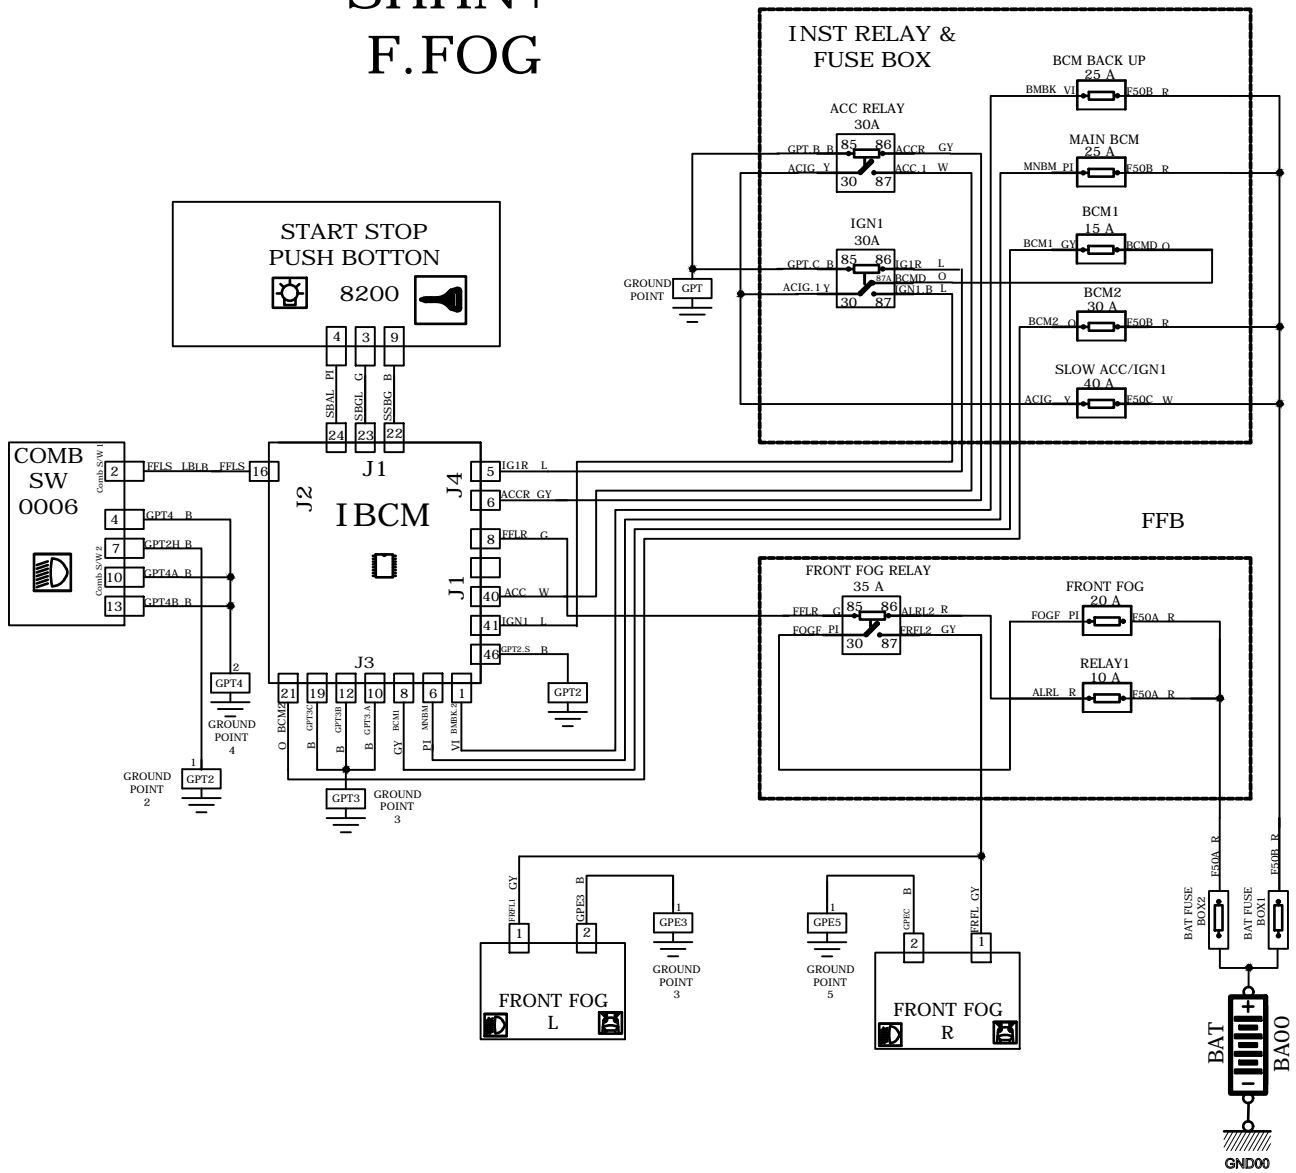 F.FOG
INST RELAY &
FUSE BOX
BCM BACK UP
25 A
BMBK VI
F50B R
MAIN BCM
25 A
MNBM PI
F50B R
BCM1
15 A
BCM1 GY
BCMD O
BCM2
30 A
BCM2 O
F50B R
SLOW ACC/IGN1
40 A
ACIG Y
F50C W
ACC RELAY
30A
GPT.B B
85 86
ACCR GY
ACIG Y
30 87
ACC.1 W
IGN1
30A
GPT.C B
85 86
IG1R L
87A
BCMD O
ACIG.1 Y
30 87
IGN1.B L
GROUND
POINT
GPT
START STOP
PUSH BOTTON
8200
4 3 9
SBAL PI
SBGL G
SSBG B
24 23 22
COMB
SW
0006
Comb S/W 1
Comb S/W 2
2
FFLS LBLB FFLS
16
4
GPT4 B
7
GPT2H B
10
GPT4A B
13
GPT4B B
2
GPT4
GROUND
POINT
4
1
GPT2
GROUND
POINT
2
J1
J2
IBCM
J4
J1
J3
5
IG1R L
6
ACCR GY
8
FFLR G
40
ACC W
41
IGN1 L
46
GPT2.S B
GPT2
21 19 12 10 8 6 1
O BCM2
B GPT3C
B GPT3B
B GPT3.A
GY BCM1
PI MNBM
VI BMBK.2
GPT3
GROUND
POINT
3
FFB
FRONT FOG RELAY
35 A
FFLR G
85 86
ALRL2 R
FOGF PI
30 87
FRFL2 GY
FRONT FOG
20 A
FOGF PI
F50A R
RELAY1
10 A
ALRL R
F50A R
F50A R
F50B R
BAT FUSE
BOX2
BAT FUSE
BOX1
FRFL1 GY
GPE3 B
1 2
1
GPE3
GROUND
POINT
3
FRONT FOG
L
1
GPE5
GROUND
POINT
5
GPEC B
FRFL GY
2 1
FRONT FOG
R
+
BAT
BA00
−
GND00